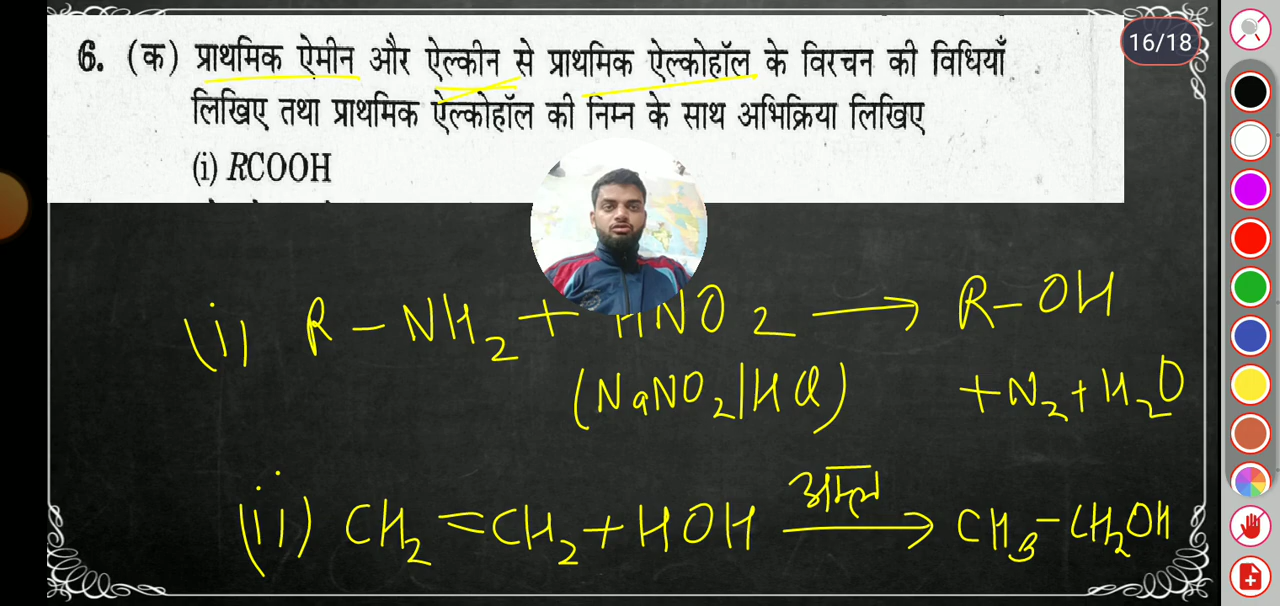 16/18
6. (क) प्राथमिक ऐमीन और ऐल्कीन से प्राथमिक ऐल्कोहॉल के विरचन की विधियाँ
लिखिए तथा प्राथमिक ऐल्कोहॉल की निम्न के साथ अभिक्रिया लिखिए
(i) RCOOH
(i) R-NH2 + HNO2 ⟶ R-OH
(NaNO2/HCl) +N2+H2O
अम्ल
(ii) CH2=CH2+HOH ⟶ CH3-CH2OH